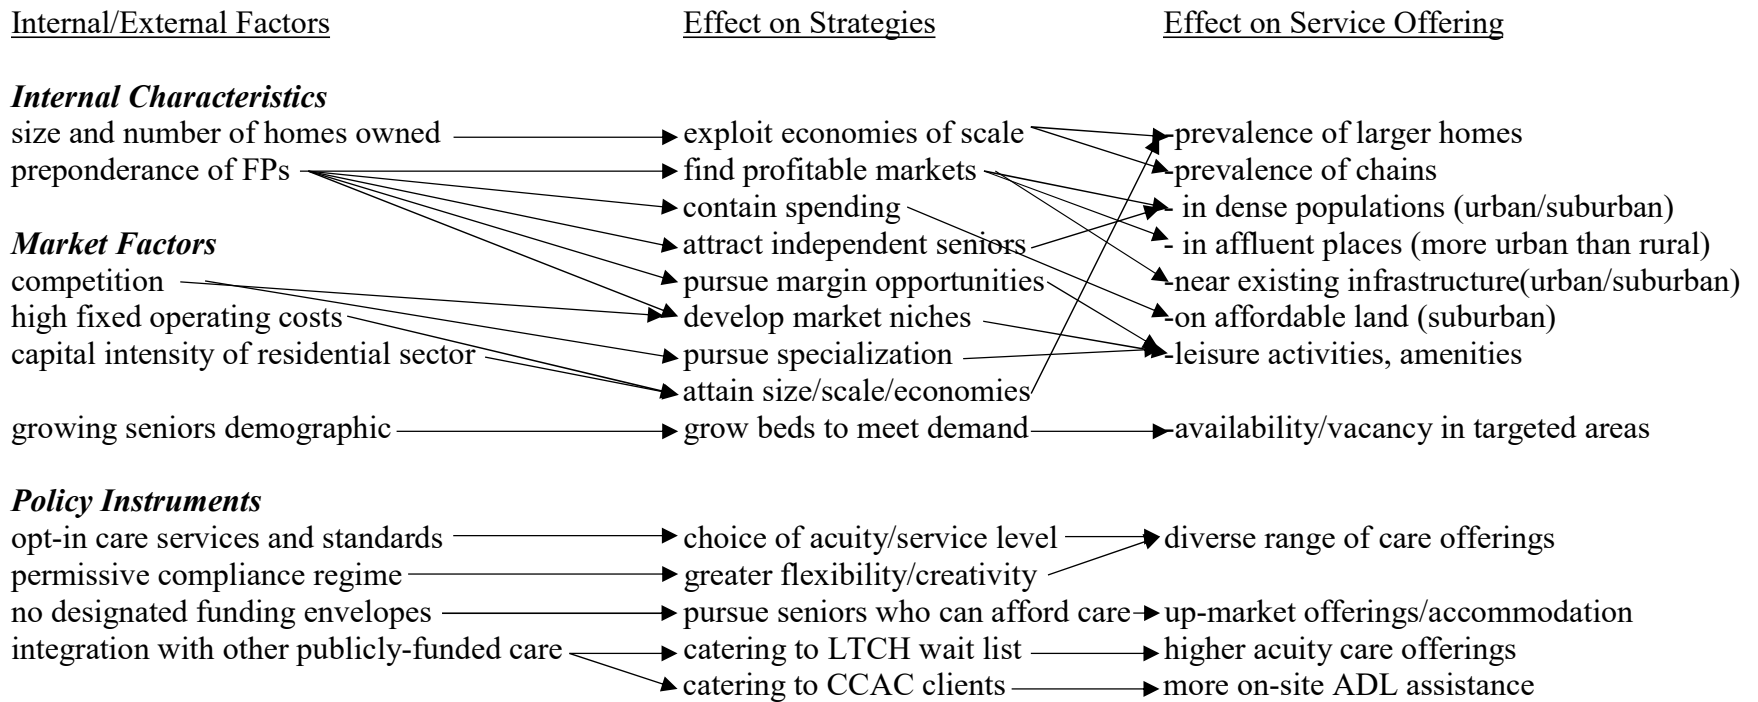 Internal/External Factors Effect on Strategies Effect on Service Offering
Internal Characteristics
size and number of homes owned exploit economies of scale -prevalence of larger homes
preponderance of FPs find profitable markets -prevalence of chains
contain spending - in dense populations (urban/suburban)
Market Factors attract independent seniors - in affluent places (more urban than rural)
competition pursue margin opportunities -near existing infrastructure(urban/suburban)
high fixed operating costs develop market niches -on affordable land (suburban)
capital intensity of residential sector pursue specialization -leisure activities, amenities
attain size/scale/economies
growing seniors demographic grow beds to meet demand -availability/vacancy in targeted areas
Policy Instruments
opt-in care services and standards choice of acuity/service level diverse range of care offerings
permissive compliance regime greater flexibility/creativity
no designated funding envelopes pursue seniors who can afford care up-market offerings/accommodation
integration with other publicly-funded care catering to LTCH wait list higher acuity care offerings
catering to CCAC clients more on-site ADL assistance